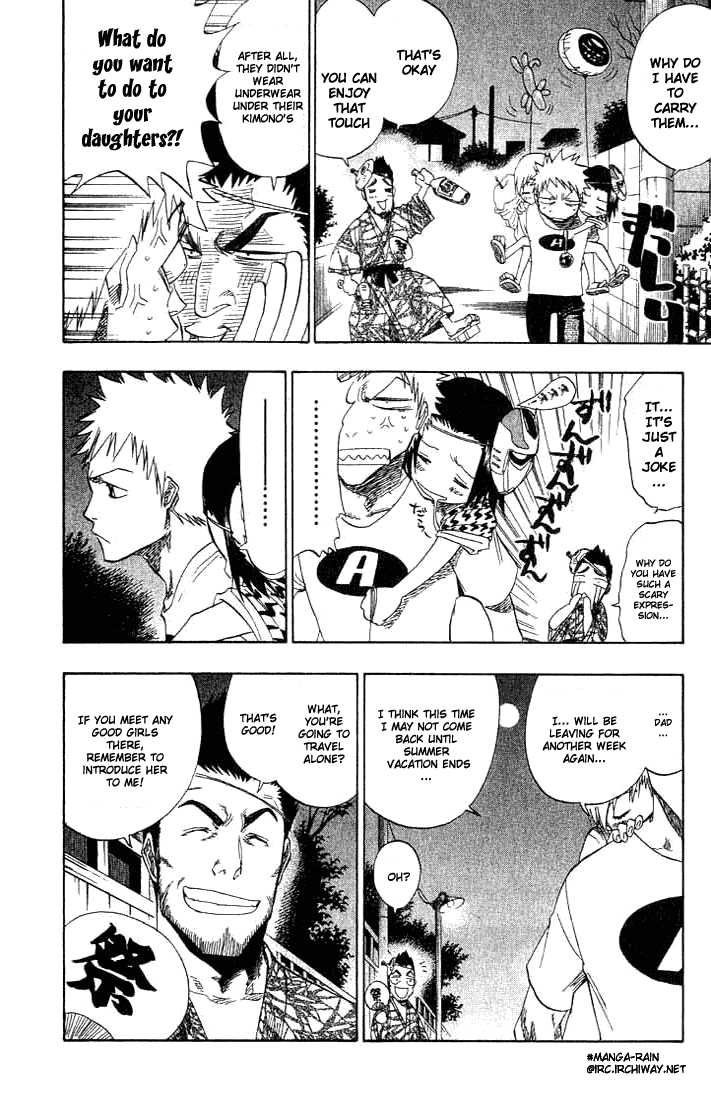 WHY DO
I HAVE
TO
CARRY
THEM...
A
THAT'S
OKAY
YOU CAN
ENJOY
THAT
TOUCH
A
AFTER ALL,
THEY DIDN'T
WEAR
UNDERWEAR
UNDER THEIR
KIMONO'S
What do
you want
to do to
your
daughters?!
IT...
IT'S
JUST
A
JOKE
...
WHY DO
YOU HAVE
SUCH A
SCARY
EXPRES-
SION...
A
...
DAD
...
I... WILL BE
LEAVING FOR
ANOTHER WEEK
AGAIN...
A
I THINK THIS TIME
I MAY NOT COME
BACK UNTIL
SUMMER
VACATION ENDS
...
OH?
祭
WHAT,
YOU'RE
GOING TO
TRAVEL
ALONE?
THAT'S
GOOD!
IF YOU MEET ANY
GOOD GIRLS
THERE,
REMEMBER TO
INTRODUCE HER
TO ME!
祭
#MANGA-RAIN
@IRC.IRCHIWAY.NET